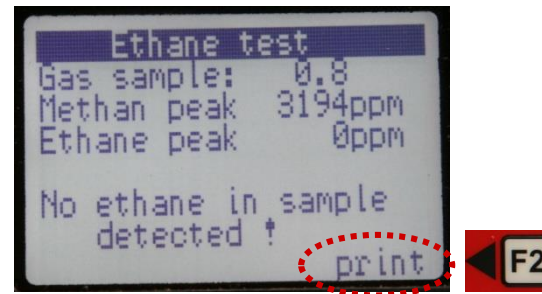 Ethane test
Gas sample: 0.8
Methan peak 3194ppm
Ethane peak 0ppm
No ethane in sample
detected !
print
F2